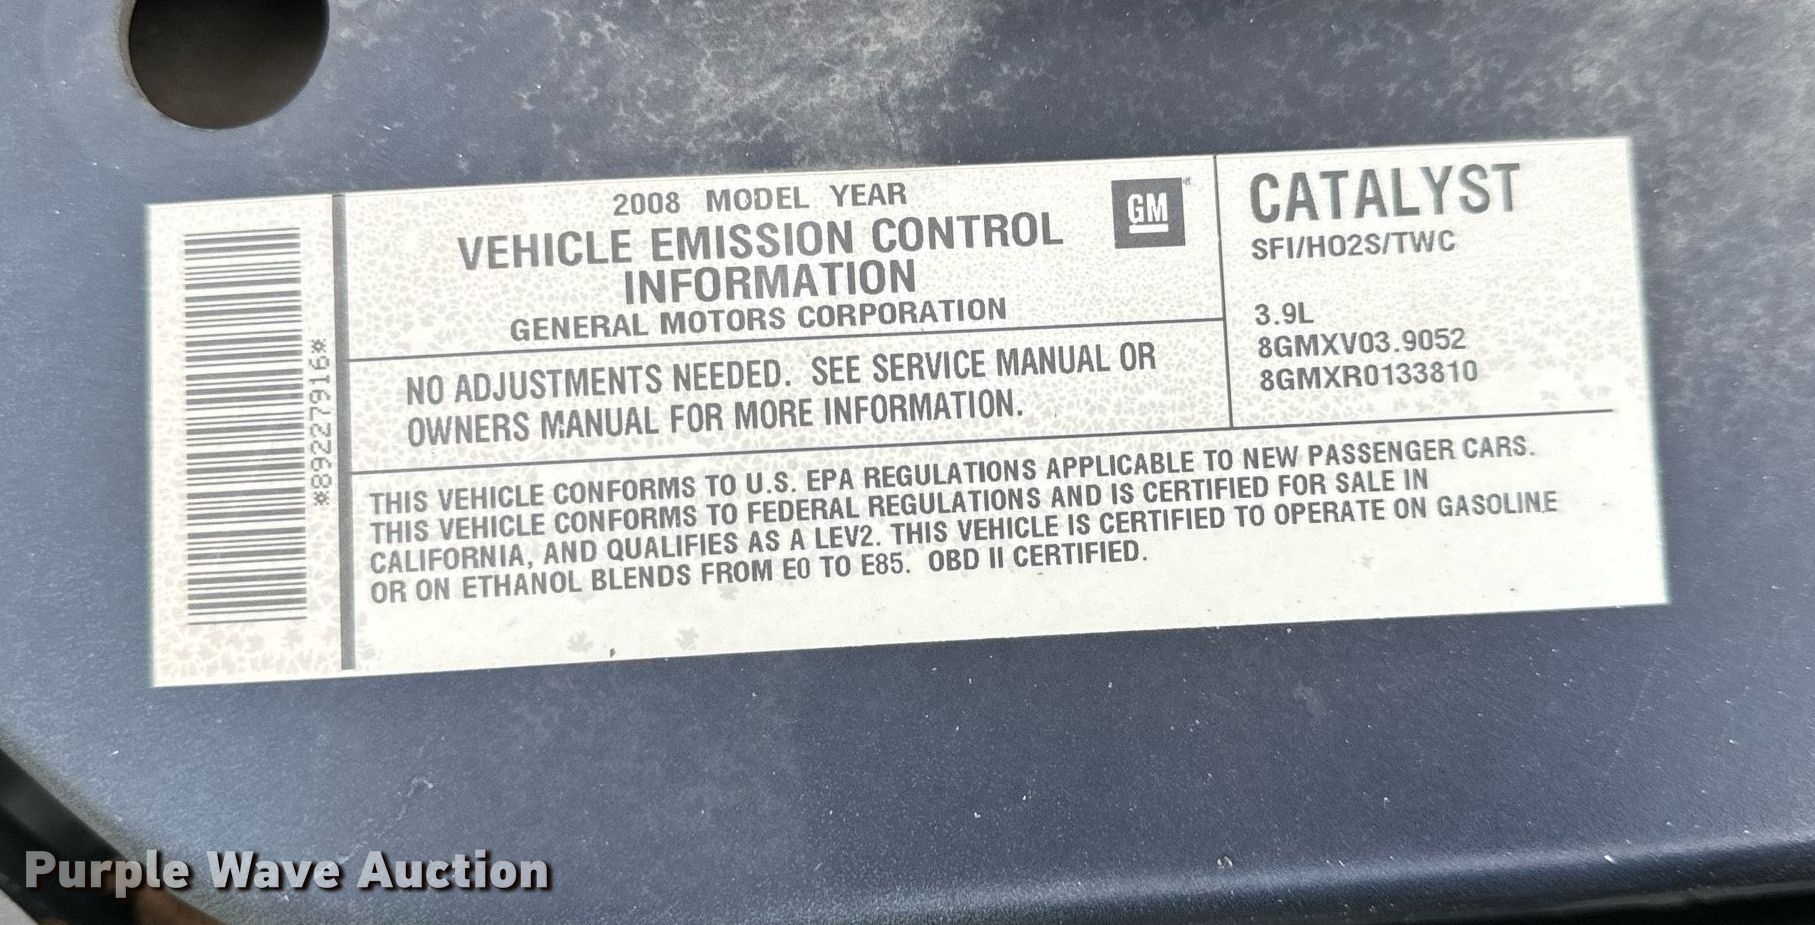 *89227916*
2008 MODEL YEAR
VEHICLE EMISSION CONTROL
INFORMATION
GENERAL MOTORS CORPORATION
GM
NO ADJUSTMENTS NEEDED. SEE SERVICE MANUAL OR
OWNERS MANUAL FOR MORE INFORMATION.
CATALYST
SFI/HO2S/TWC
3.9L
8GMXV03.9052
8GMXR0133810
THIS VEHICLE CONFORMS TO U.S. EPA REGULATIONS APPLICABLE TO NEW PASSENGER CARS.
THIS VEHICLE CONFORMS TO FEDERAL REGULATIONS AND IS CERTIFIED FOR SALE IN
CALIFORNIA, AND QUALIFIES AS A LEV2. THIS VEHICLE IS CERTIFIED TO OPERATE ON GASOLINE
OR ON ETHANOL BLENDS FROM E0 TO E85. OBD II CERTIFIED.
Purple Wave Auction